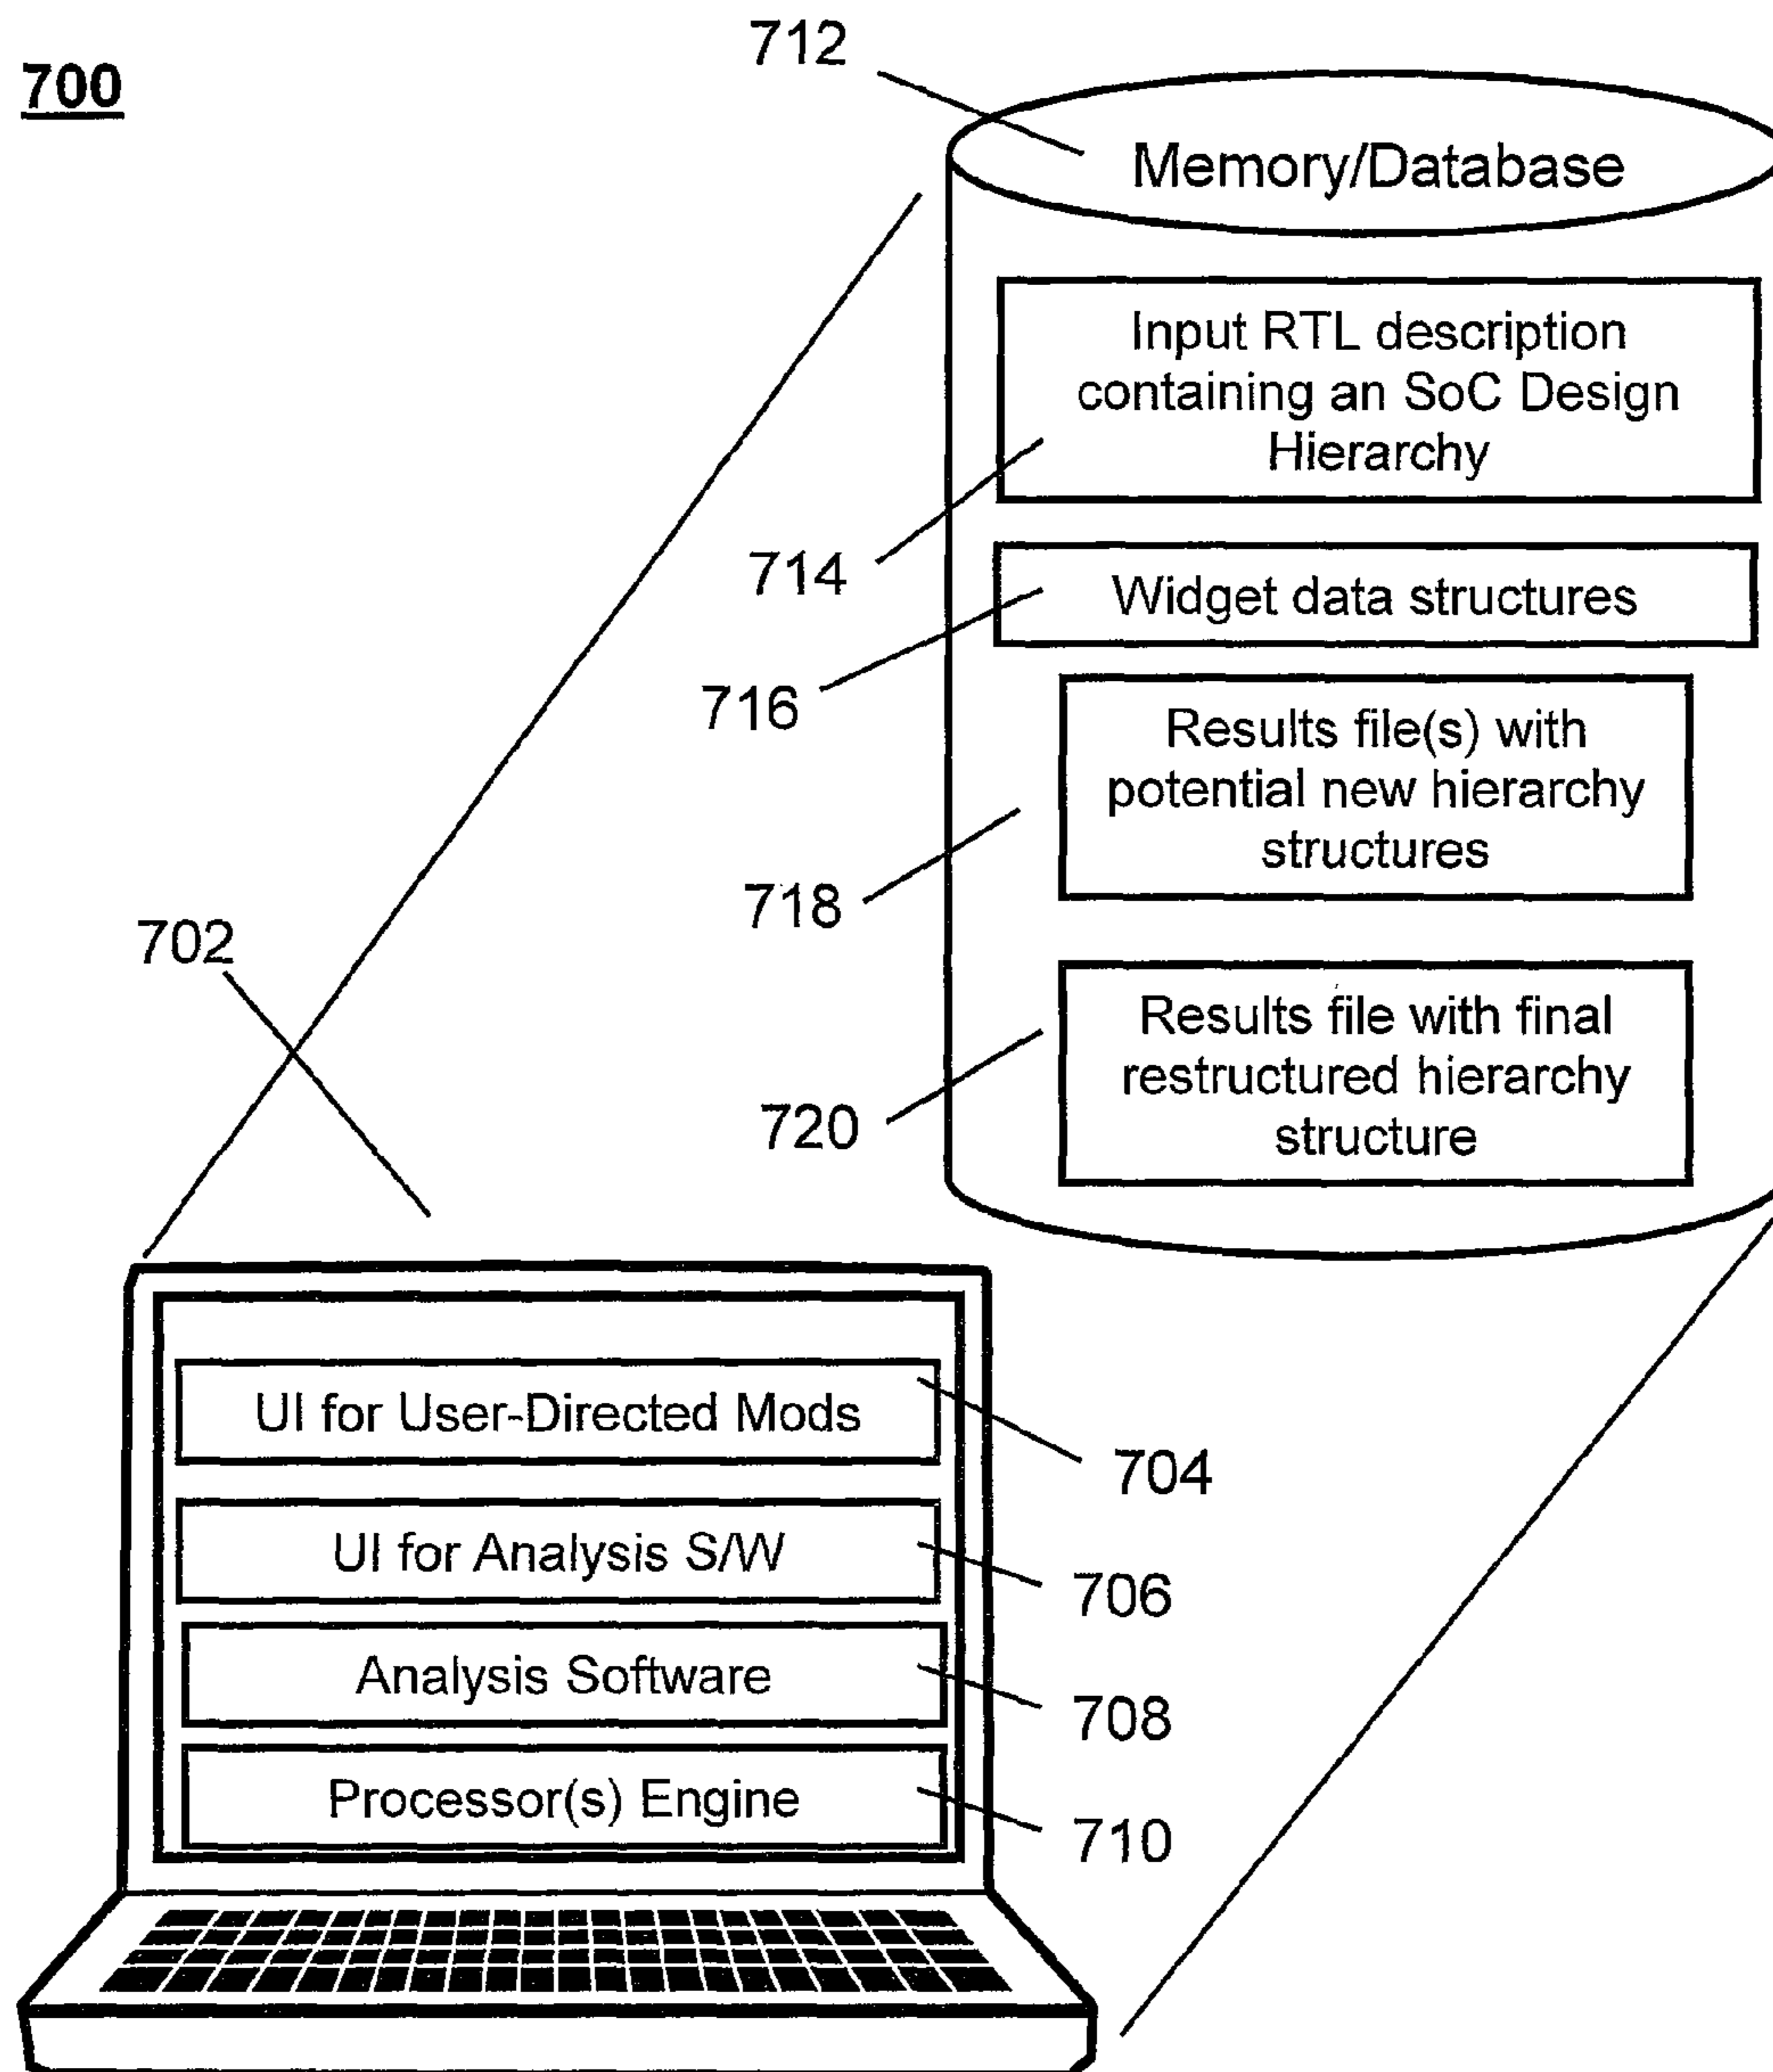 700
712
Memory/Database
Input RTL description
containing an SoC Design
Hierarchy
714
Widget data structures
716
Results file(s) with
potential new hierarchy
structures
718
702
Results file with final
restructured hierarchy
structure
720
UI for User-Directed Mods
704
UI for Analysis S/W
706
Analysis Software
708
Processor(s) Engine
710